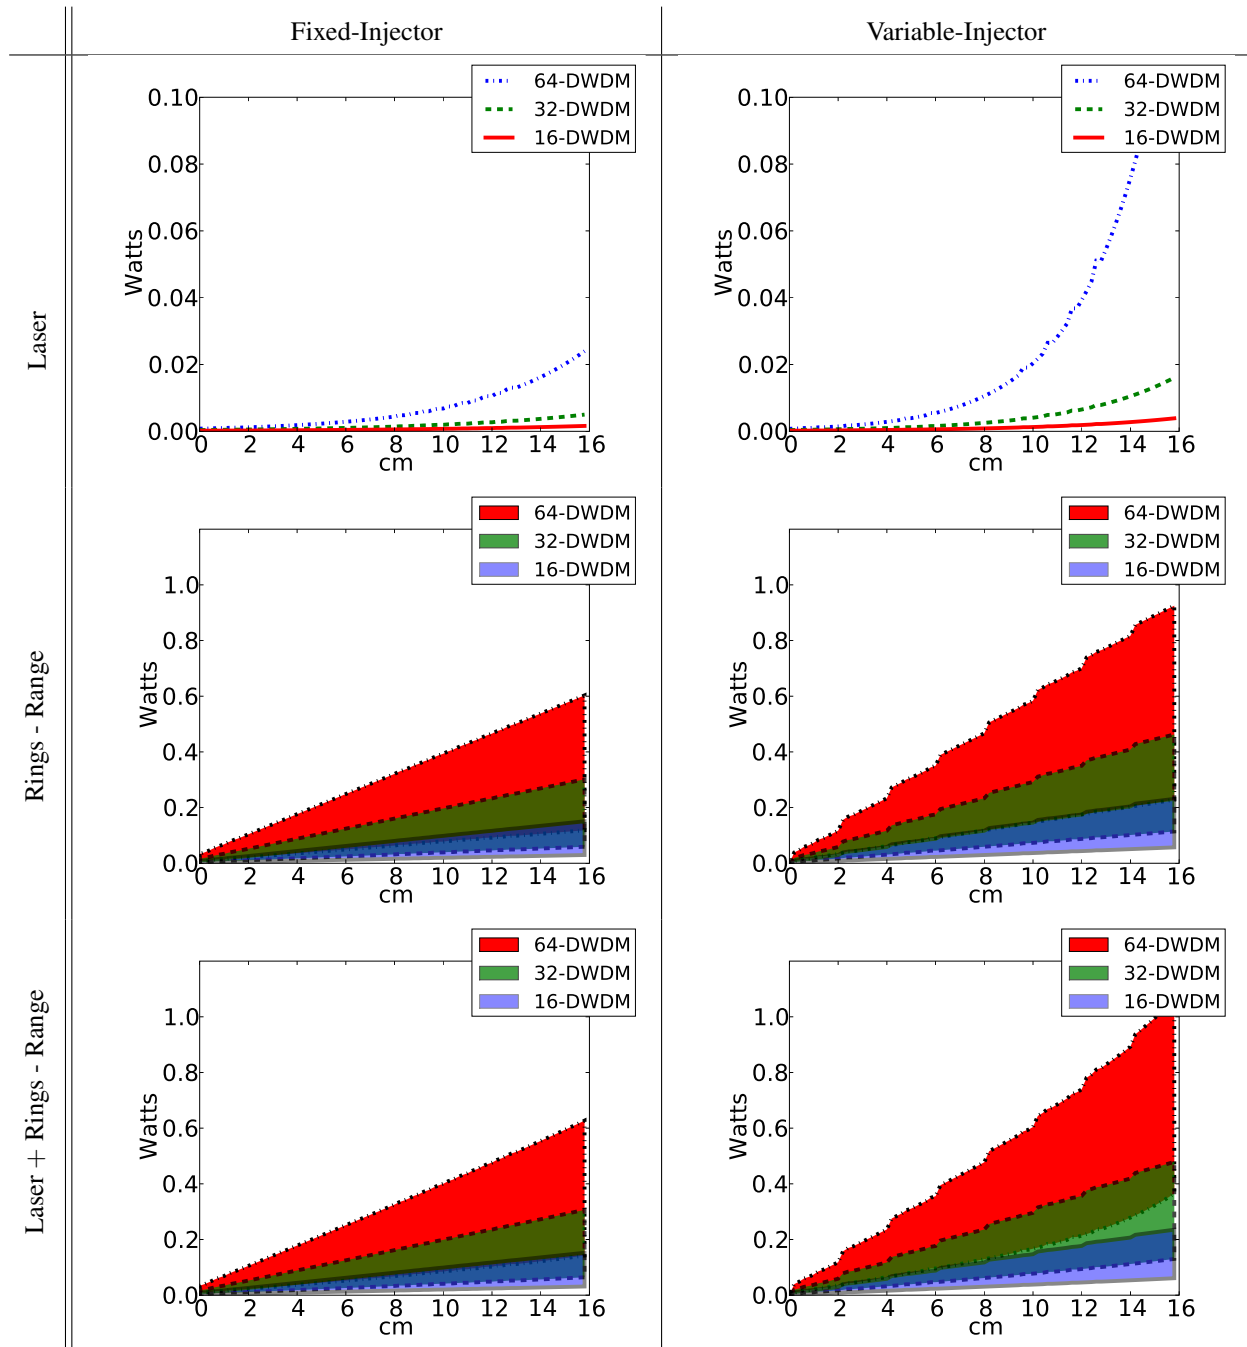 Fixed-Injector
Variable-Injector
Laser
64-DWDM
32-DWDM
16-DWDM
0.10
0.08
0.06
0.04
0.02
0.00
Watts
0 2 4 6 8 10 12 14 16
cm
64-DWDM
32-DWDM
16-DWDM
0.10
0.08
0.06
0.04
0.02
0.00
Watts
0 2 4 6 8 10 12 14 16
cm
Rings - Range
64-DWDM
32-DWDM
16-DWDM
1.0
0.8
0.6
0.4
0.2
0.0
Watts
0 2 4 6 8 10 12 14 16
cm
64-DWDM
32-DWDM
16-DWDM
1.0
0.8
0.6
0.4
0.2
0.0
Watts
0 2 4 6 8 10 12 14 16
cm
Laser + Rings - Range
64-DWDM
32-DWDM
16-DWDM
1.0
0.8
0.6
0.4
0.2
0.0
Watts
0 2 4 6 8 10 12 14 16
cm
64-DWDM
32-DWDM
16-DWDM
1.0
0.8
0.6
0.4
0.2
0.0
Watts
0 2 4 6 8 10 12 14 16
cm